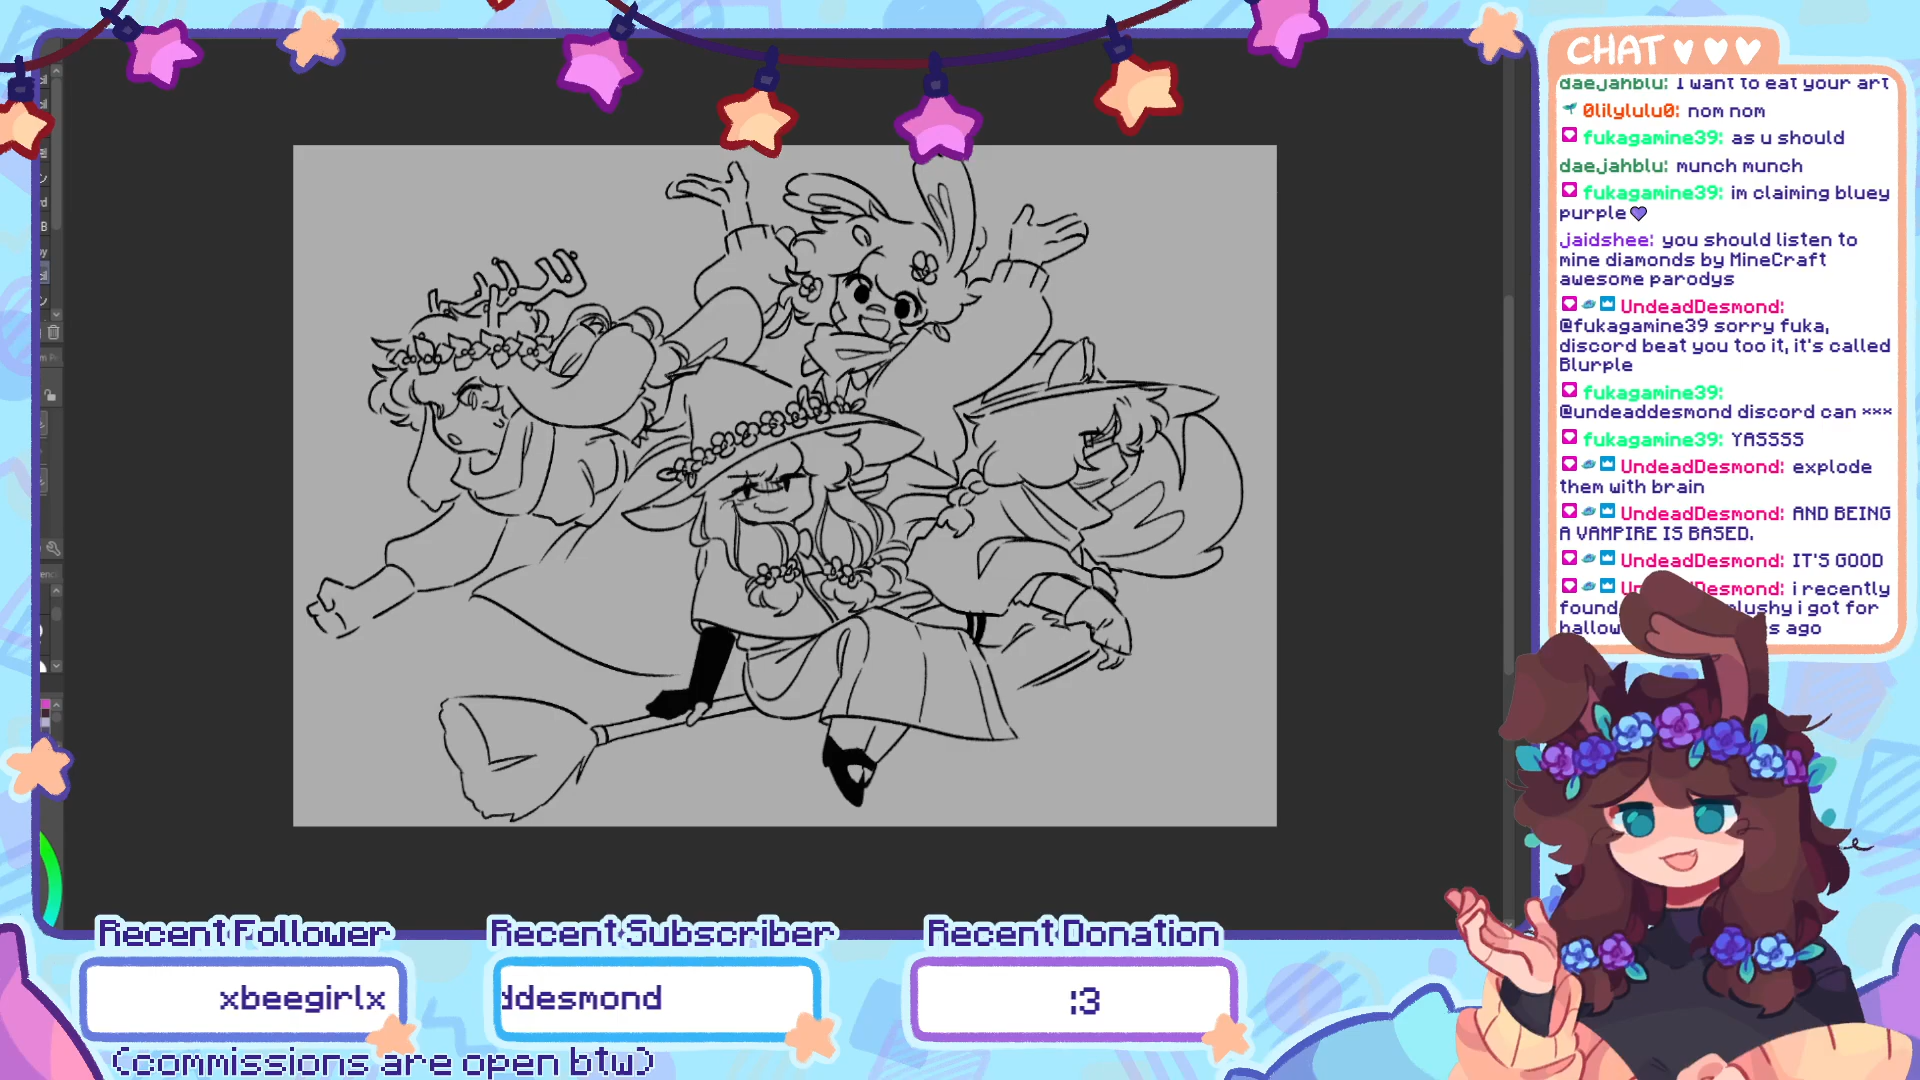 CHAT
daejahblu: I want to eat your art
0lilylulu0: nom nom
fukagamine39: as u should
daejahblu: munch munch
fukagamine39: im claiming bluey
purple
jaidshee: you should listen to
mine diamonds by MineCraft
awesome parodys
UndeadDesmond:
@fukagamine39 sorry fuka,
discord beat you too it, it's called
Blurple
fukagamine39:
@undeaddesmond discord can ***
fukagamine39: YASSSS
UndeadDesmond: explode
them with brain
UndeadDesmond: AND BEING
A VAMPIRE IS BASED.
UndeadDesmond: IT'S GOOD
Desmond: i recently
found plushy i got for
hallow s ago
Recent Follower
Recent Subscriber
Recent Donation
xbeegirlx
ddesmond
:3
(commissions are open btw)